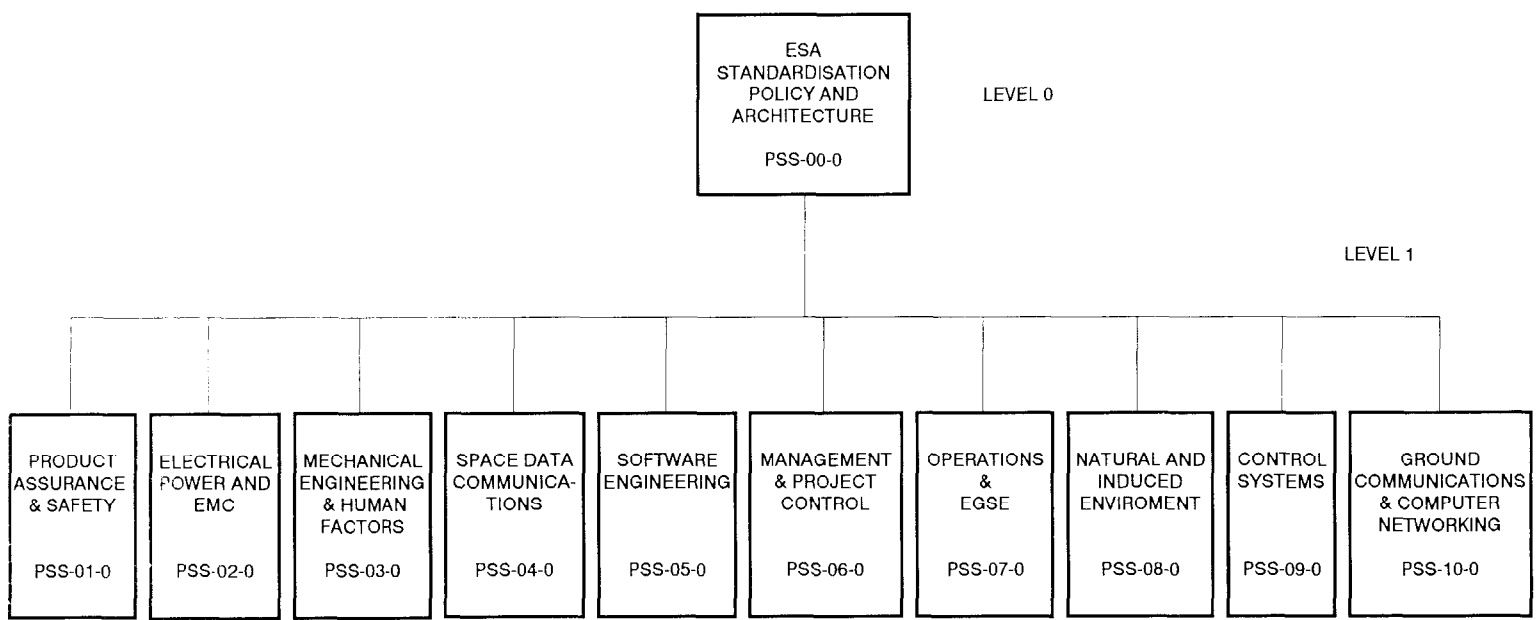 ESA
STANDARDISATION
POLICY AND
ARCHITECTURE
PSS-00-0
LEVEL 0
LEVEL 1
PRODUCT
ASSURANCE
& SAFETY
PSS-01-0
ELECTRICAL
POWER AND
EMC
PSS-02-0
MECHANICAL
ENGINEERING
& HUMAN
FACTORS
PSS-03-0
SPACE DATA
COMMUNICA-
TIONS
PSS-04-0
SOFTWARE
ENGINEERING
PSS-05-0
MANAGEMENT
& PROJECT
CONTROL
PSS-06-0
OPERATIONS
&
EGSE
PSS-07-0
NATURAL AND
INDUCED
ENVIROMENT
PSS-08-0
CONTROL
SYSTEMS
PSS-09-0
GROUND
COMMUNICATIONS
& COMPUTER
NETWORKING
PSS-10-0